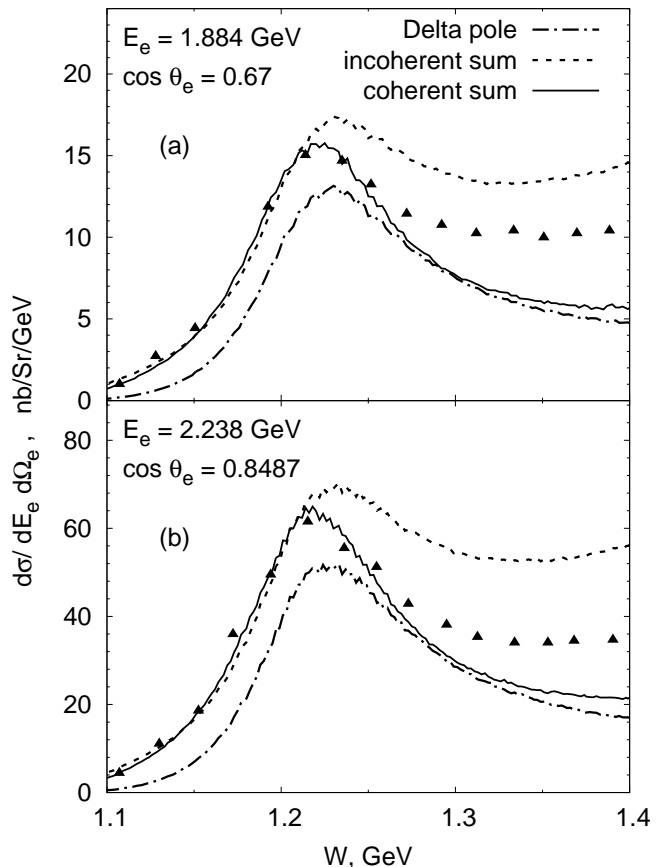 Delta pole
incoherent sum
coherent sum
E_e = 1.884 GeV
cos θ_e = 0.67
(a)
20
15
10
5
0
E_e = 2.238 GeV
cos θ_e = 0.8487
(b)
80
60
40
20
0
1.1 1.2 1.3 1.4
W, GeV
dσ/ dE_e dΩ_e , nb/Sr/GeV